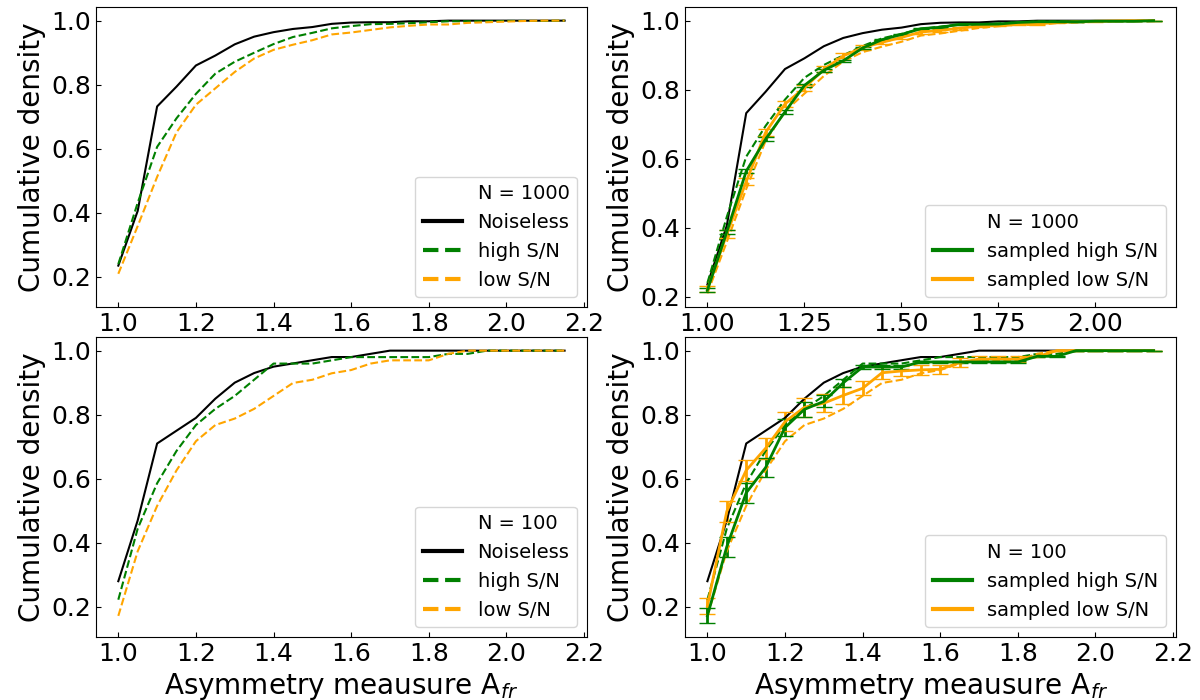 Cumulative density
1.0
0.8
0.6
0.4
0.2
1.0 1.2 1.4 1.6 1.8 2.0 2.2
N = 1000
Noiseless
high S/N
low S/N
Cumulative density
1.0
0.8
0.6
0.4
0.2
1.00 1.25 1.50 1.75 2.00
N = 1000
sampled high S/N
sampled low S/N
Cumulative density
1.0
0.8
0.6
0.4
0.2
1.0 1.2 1.4 1.6 1.8 2.0 2.2
N = 100
Noiseless
high S/N
low S/N
Asymmetry meausure A_fr
Cumulative density
1.0
0.8
0.6
0.4
0.2
1.0 1.2 1.4 1.6 1.8 2.0 2.2
N = 100
sampled high S/N
sampled low S/N
Asymmetry meausure A_fr